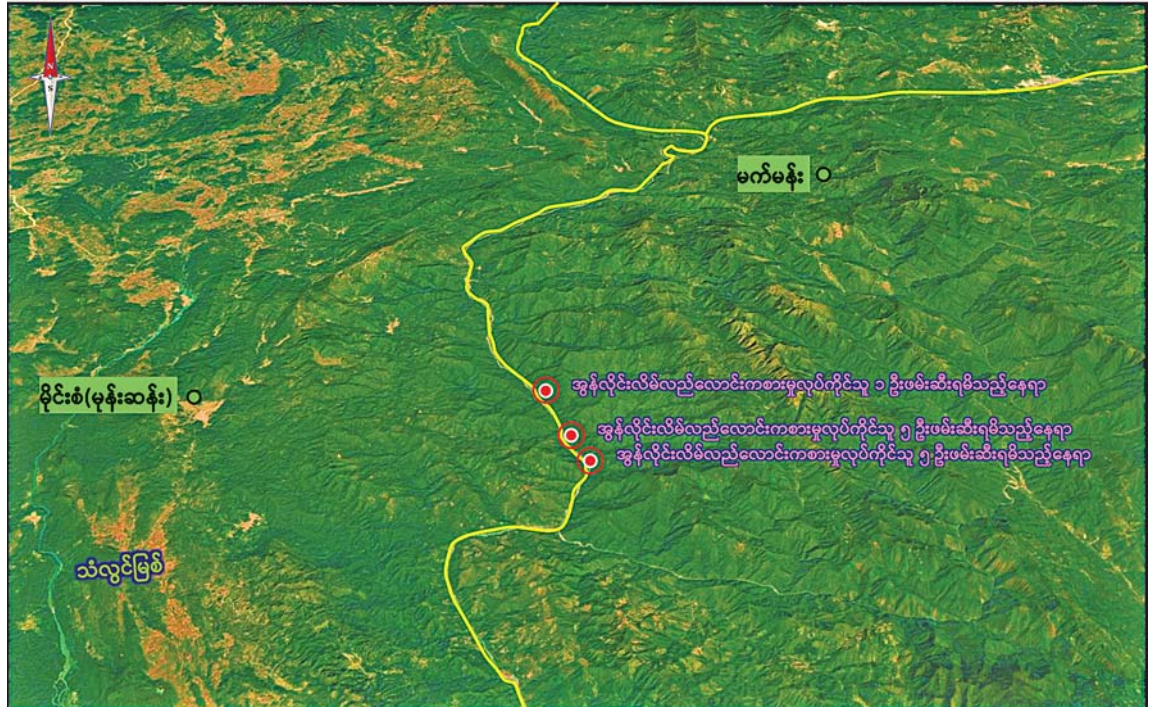 N
S
မက်မန်း
အွန်လိုင်းလိမ်လည်လောင်းကစားမှုလုပ်ကိုင်သူ ၁ ဦးဖမ်းဆီးရမိသည့်နေရာ
မိုင်းစံ(မုန်းဆန်း)
အွန်လိုင်းလိမ်လည်လောင်းကစားမှုလုပ်ကိုင်သူ ၅ ဦးဖမ်းဆီးရမိသည့်နေရာ
အွန်လိုင်းလိမ်လည်လောင်းကစားမှုလုပ်ကိုင်သူ ၅ ဦးဖမ်းဆီးရမိသည့်နေရာ
သံလွင်မြစ်